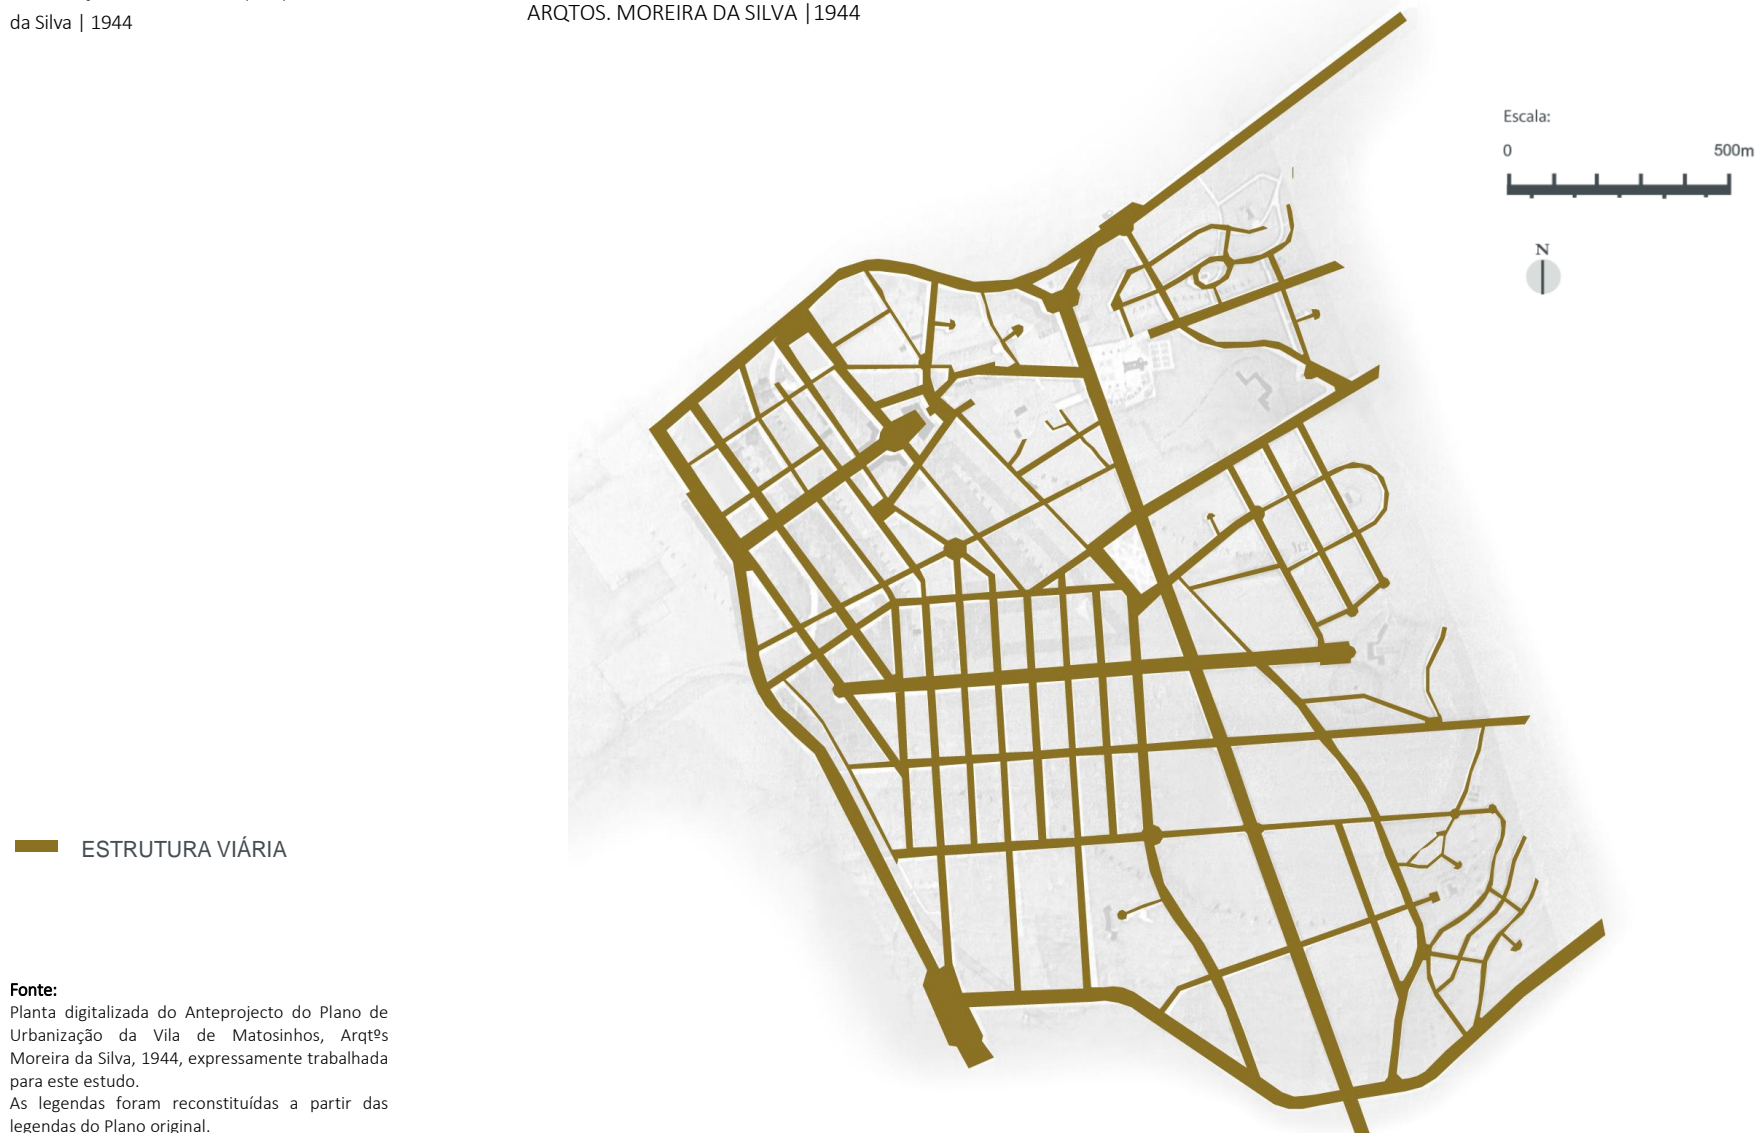 da Silva | 1944
ARQTOS. MOREIRA DA SILVA |1944
Escala:
0 500m
N
ESTRUTURA VIÁRIA
Fonte:
Planta digitalizada do Anteprojecto do Plano de
Urbanização da Vila de Matosinhos, Arqtºs
Moreira da Silva, 1944, expressamente trabalhada
para este estudo.
As legendas foram reconstituídas a partir das
legendas do Plano original.